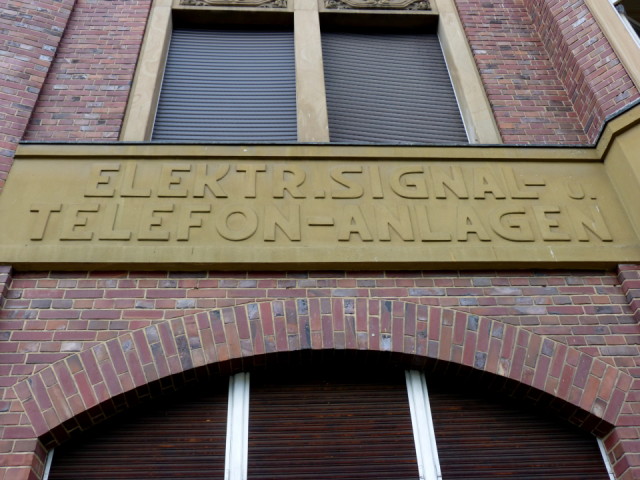 ELEKTR. SIGNAL- U.
TELEFON-ANLAGEN